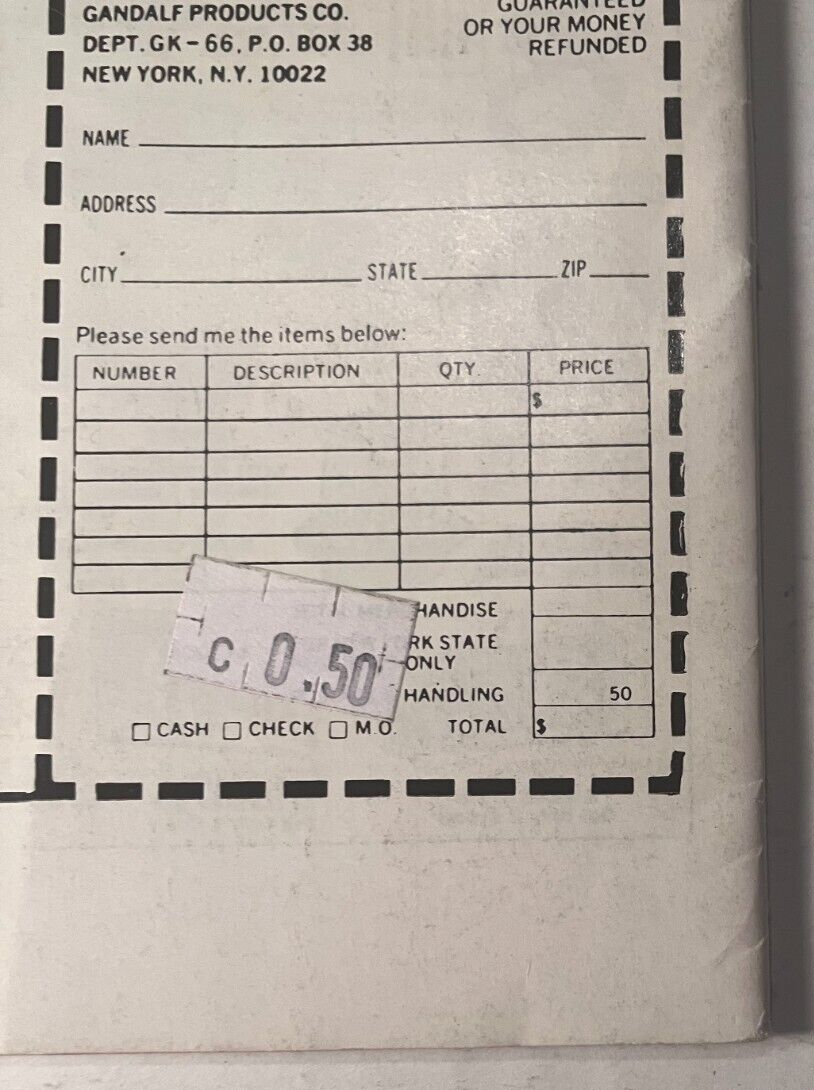 GANDALF PRODUCTS CO.
DEPT. GK-66, P.O. BOX 38
NEW YORK, N.Y. 10022
GUARANTEED
OR YOUR MONEY
REFUNDED
NAME
ADDRESS
CITY STATE ZIP
Please send me the items below:
NUMBER DESCRIPTION QTY. PRICE
$
HANDISE
RK STATE
ONLY
C 0.50
HANDLING 50
CASH CHECK M.O. TOTAL $